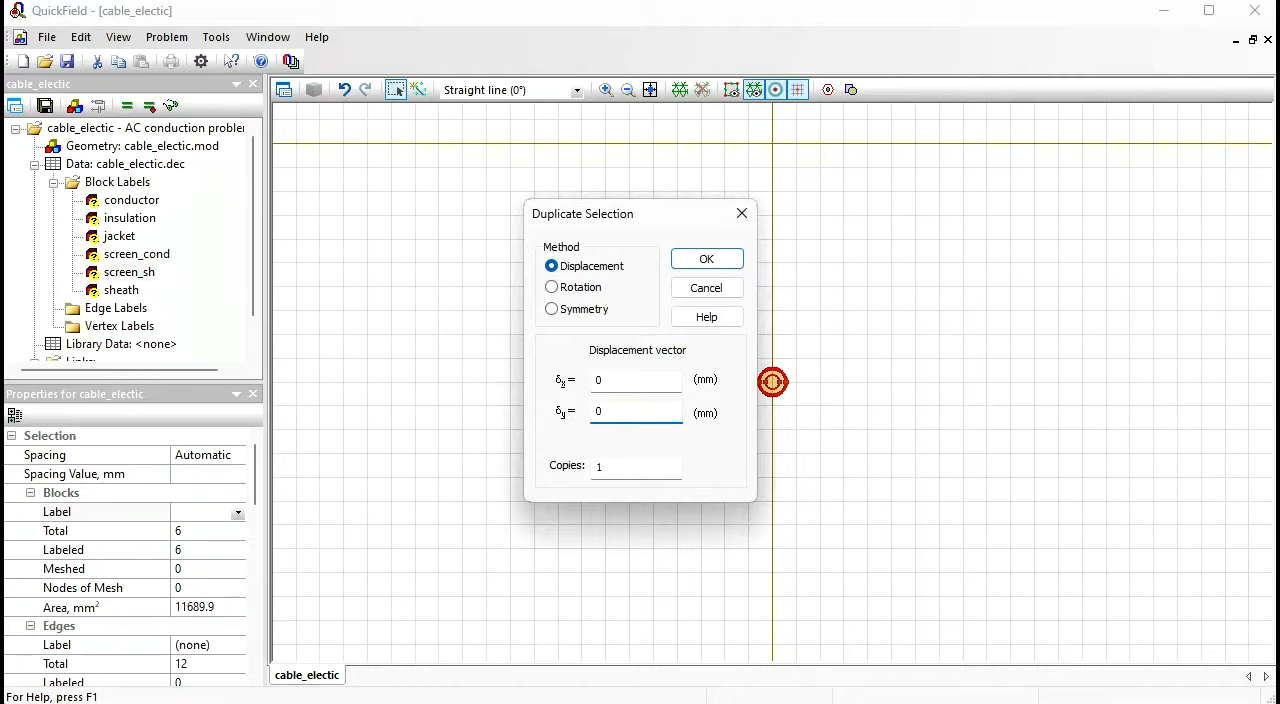 QuickField - [cable_electic]
File Edit View Problem Tools Window Help
cable_electic
Straight line (0°)
cable_electic - AC conduction probler
Geometry: cable_electic.mod
Data: cable_electic.dec
Block Labels
conductor
insulation
jacket
screen_cond
screen_sh
sheath
Edge Labels
Vertex Labels
Library Data: <none>
Properties for cable_electic
Selection
Spacing Automatic
Spacing Value, mm
Blocks
Label
Total 6
Labeled 6
Meshed 0
Nodes of Mesh 0
Area, mm² 11689.9
Edges
Label (none)
Total 12
Labeled 0
Duplicate Selection
Method
Displacement
Rotation
Symmetry
OK
Cancel
Help
Displacement vector
δx= 0 (mm)
δy= 0 (mm)
Copies: 1
cable_electic
For Help, press F1